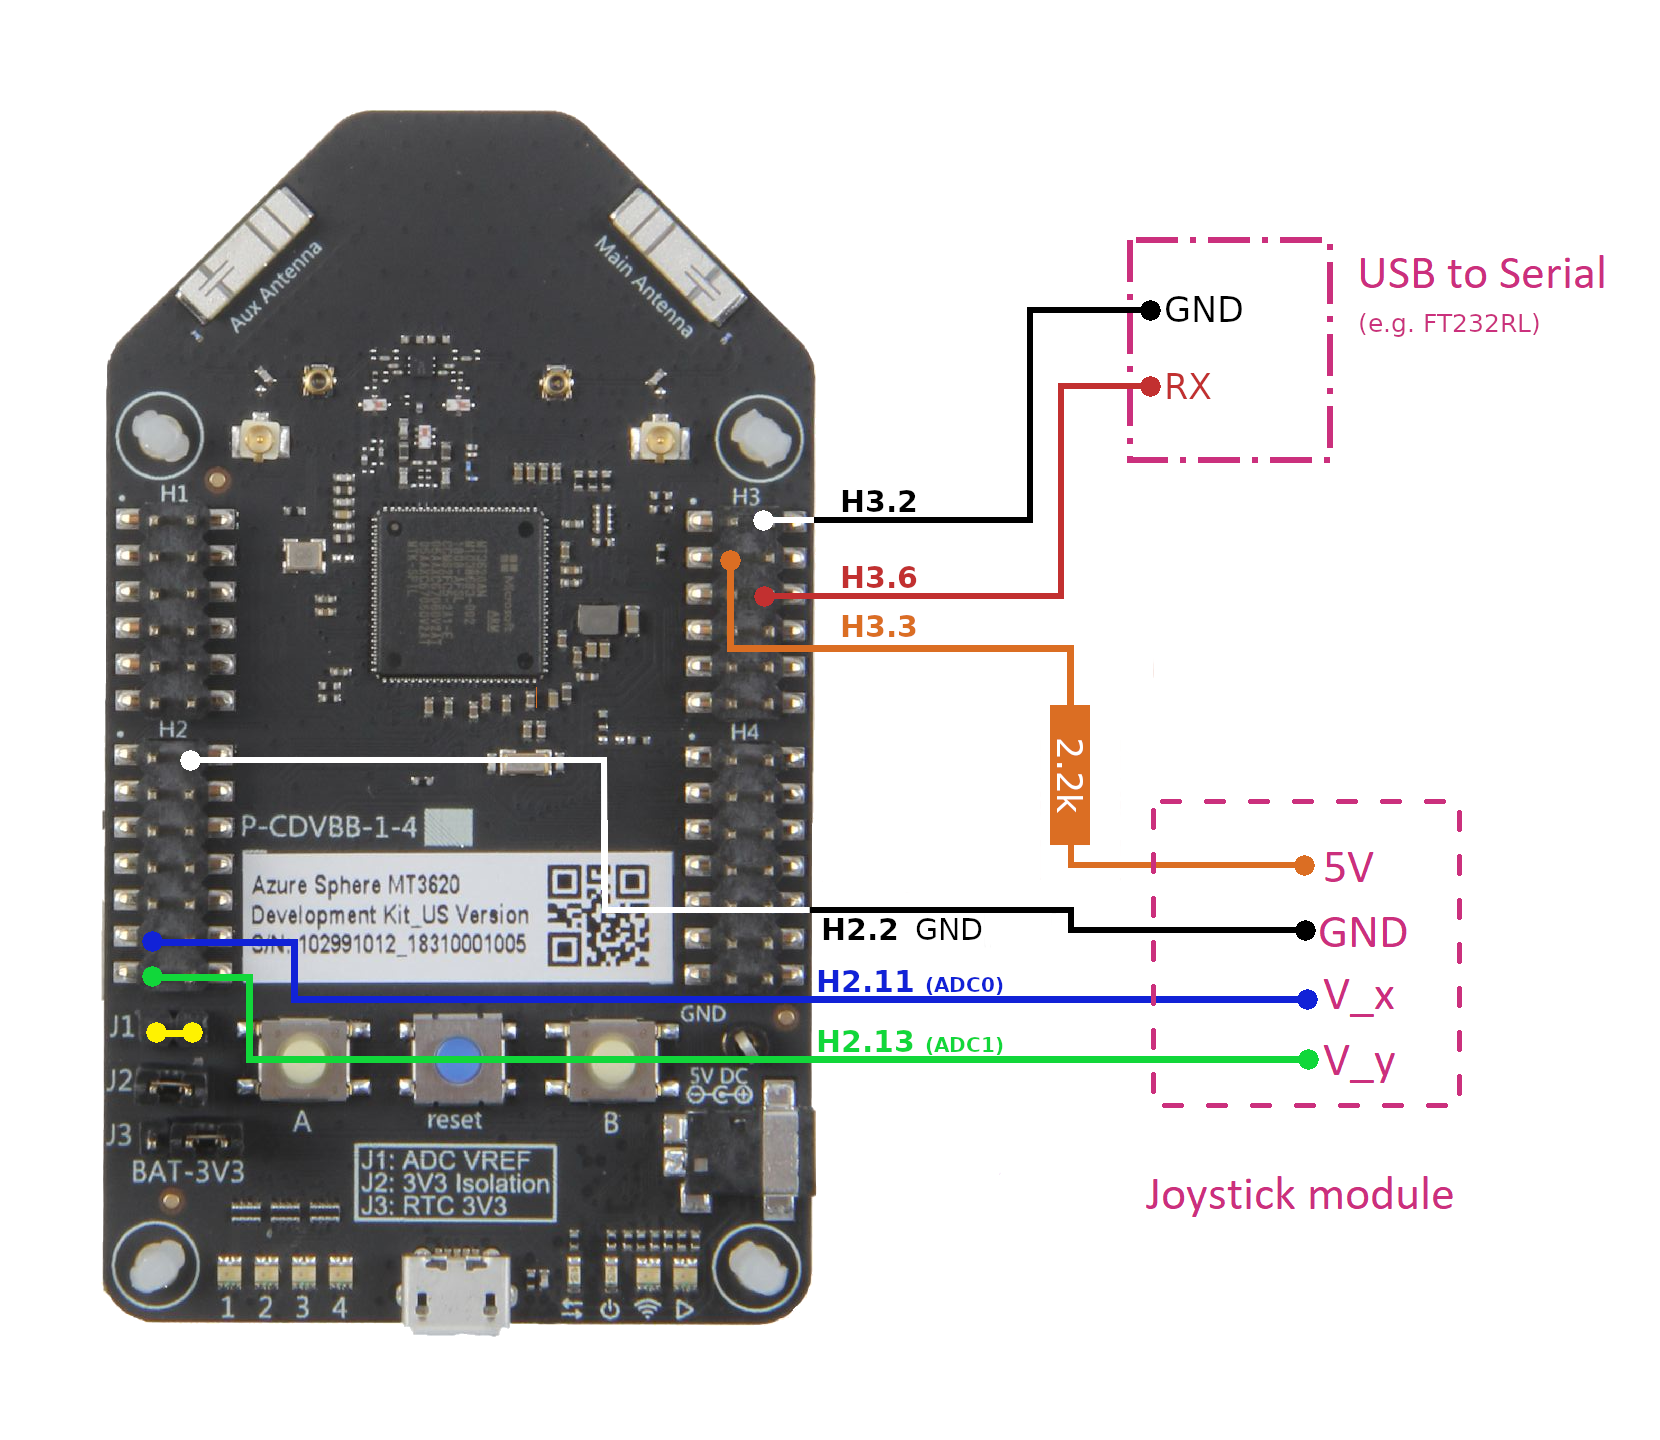 Aux Antenna
Main Antenna
USB to Serial
(e.g. FT232RL)
GND
RX
H1
H3
H3.2
H3.6
H3.3
Microsoft
ARM
H2
H4
2.2k
P-CDVBB-1-4
Azure Sphere MT3620
Development Kit_US Version
S/N: 102991012_18310001005
5V
H2.2 GND
GND
H2.11 (ADC0)
V_x
GND
J1
H2.13 (ADC1)
V_y
J2
5V DC
A
reset
B
J3
BAT-3V3
J1: ADC VREF
J2: 3V3 Isolation
J3: RTC 3V3
Joystick module
1 2 3 4